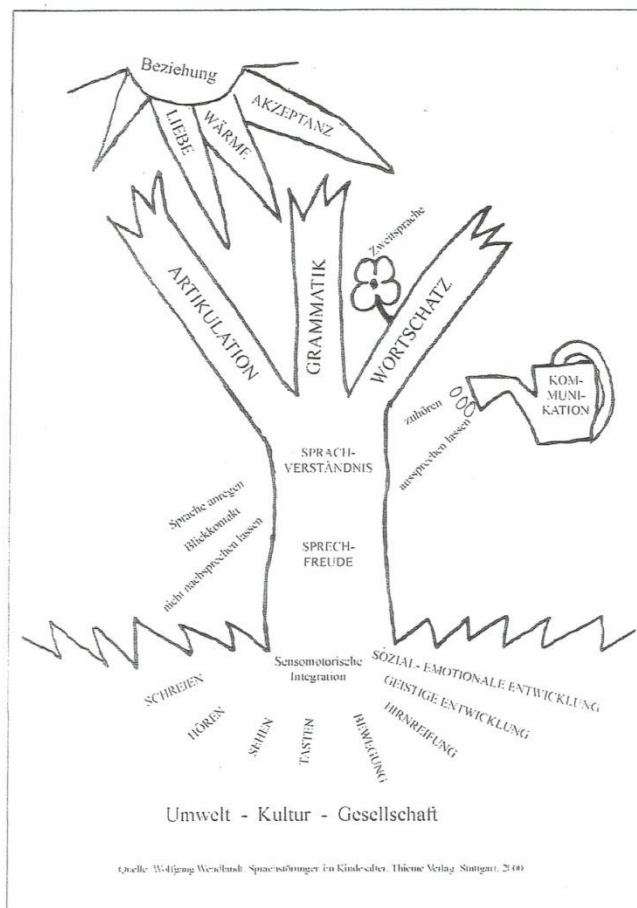 Beziehung
LIEBE
WÄRME
AKZEPTANZ
ARTIKULATION
GRAMMATIK
Zweitsprache
WORTSCHATZ
KOM-
MUNI-
KATION
zuhören
aussprechen lassen
SPRACH-
VERSTÄNDNIS
Sprache anregen
Blickkontakt
nicht nachsprechen lassen
SPRECH-
FREUDE
Sensomotorische
Integration
SCHREIEN
HÖREN
SEHEN
TASTEN
BEWEGUNG
HIRNREIFUNG
GEISTIGE ENTWICKLUNG
SOZIAL- EMOTIONALE ENTWICKLUNG
Umwelt - Kultur - Gesellschaft
Quelle: Wolfgang Wendlandt, Sprachstörungen im Kindesalter, Thieme Verlag, Stuttgart, 2000